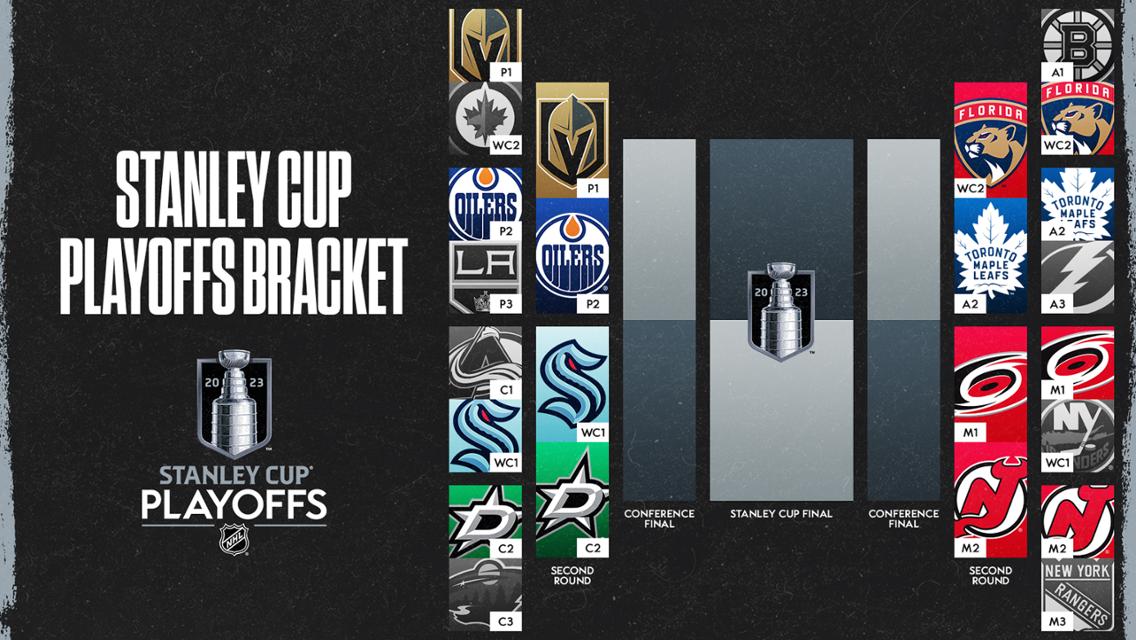 STANLEY CUP
PLAYOFFS BRACKET
20 23
STANLEY CUP
PLAYOFFS
NHL
P1
WC2
OILERS
P2
LA
P3
C1
WC1
C2
C3
P1
OILERS
P2
WC1
C2
SECOND
ROUND
CONFERENCE
FINAL
20 23
STANLEY CUP FINAL
CONFERENCE
FINAL
FLORIDA
WC2
TORONTO
MAPLE
LEAFS
A2
M1
M2
SECOND
ROUND
B
A1
FLORIDA
WC2
TORONTO
MAPLE
LEAFS
A2
A3
M1
NY
WC1
M2
NEW YORK
RANGERS
M3